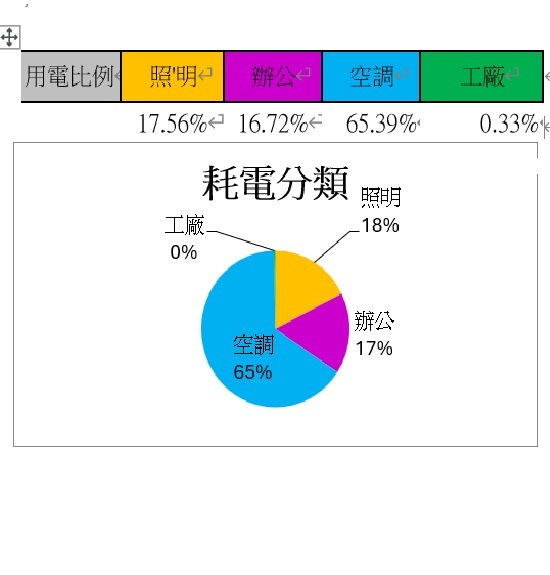 用電比例 照'明 辦公 空調 工廠
17.56% 16.72% 65.39% 0.33%
耗電分類
照明
18%
工廠
0%
辦公
17%
空調
65%